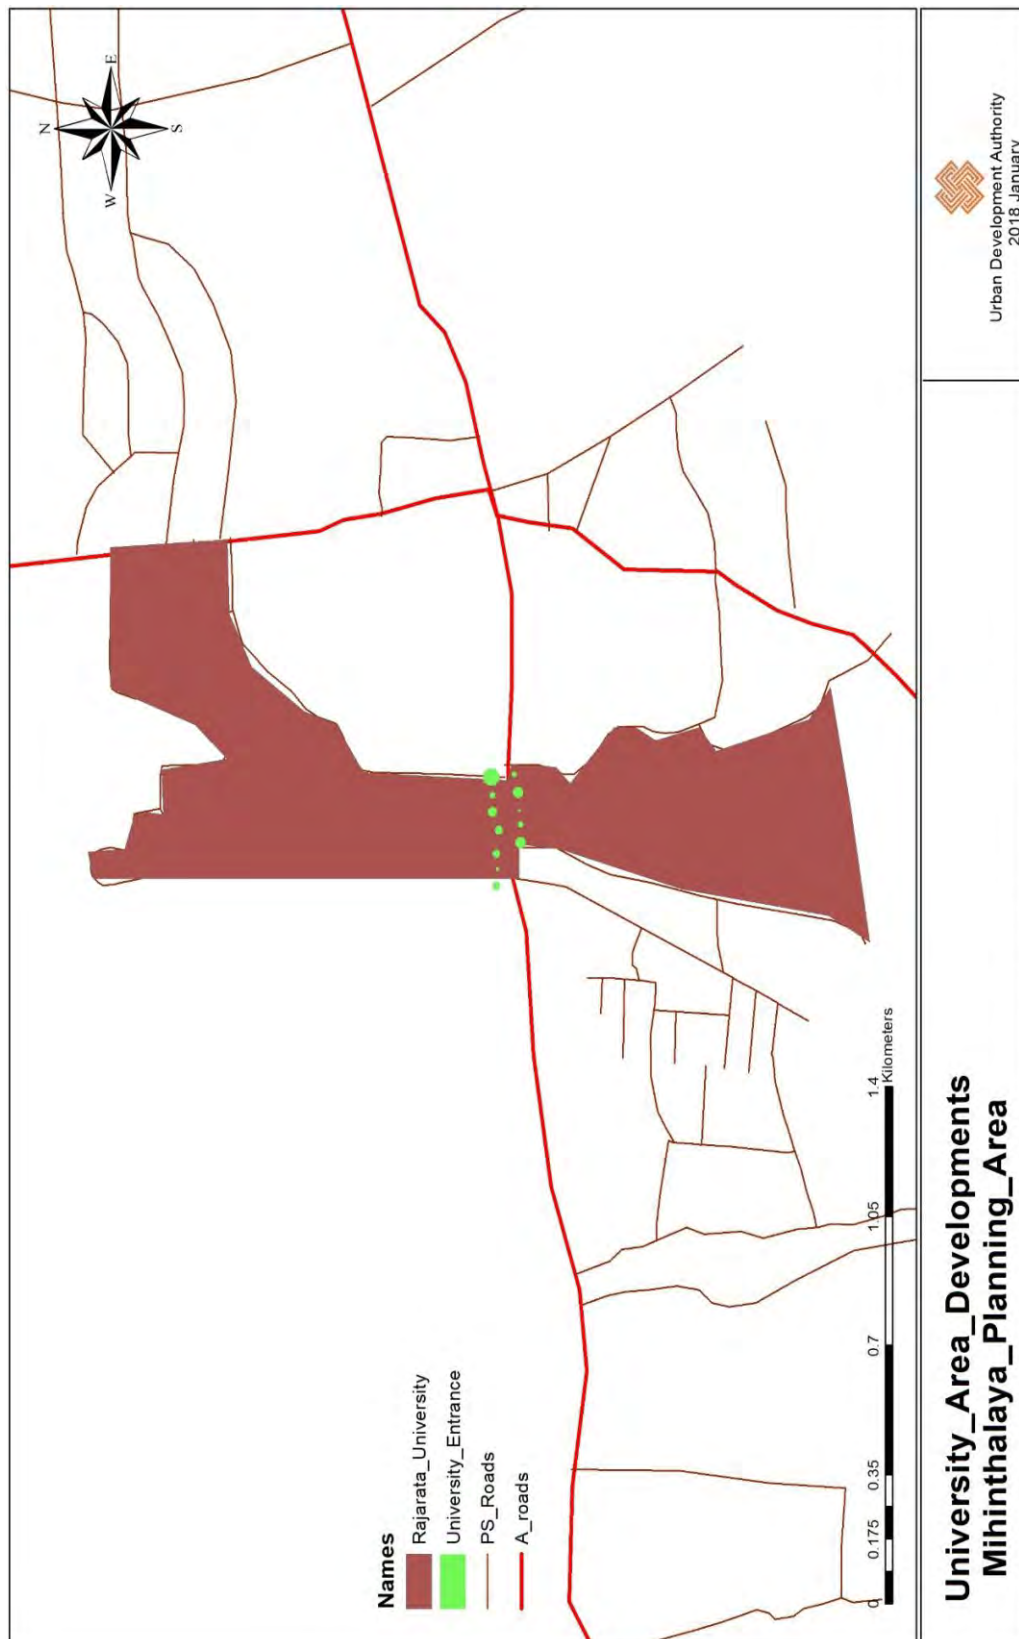 N
E
S
W
Names
Rajarata_University
University_Entrance
PS_Roads
A_roads
0 0.175 0.35 0.7 1.05 1.4
Kilometers
University_Area_Developments
Mihinthalaya_Planning_Area
Urban Development Authority
2018 January